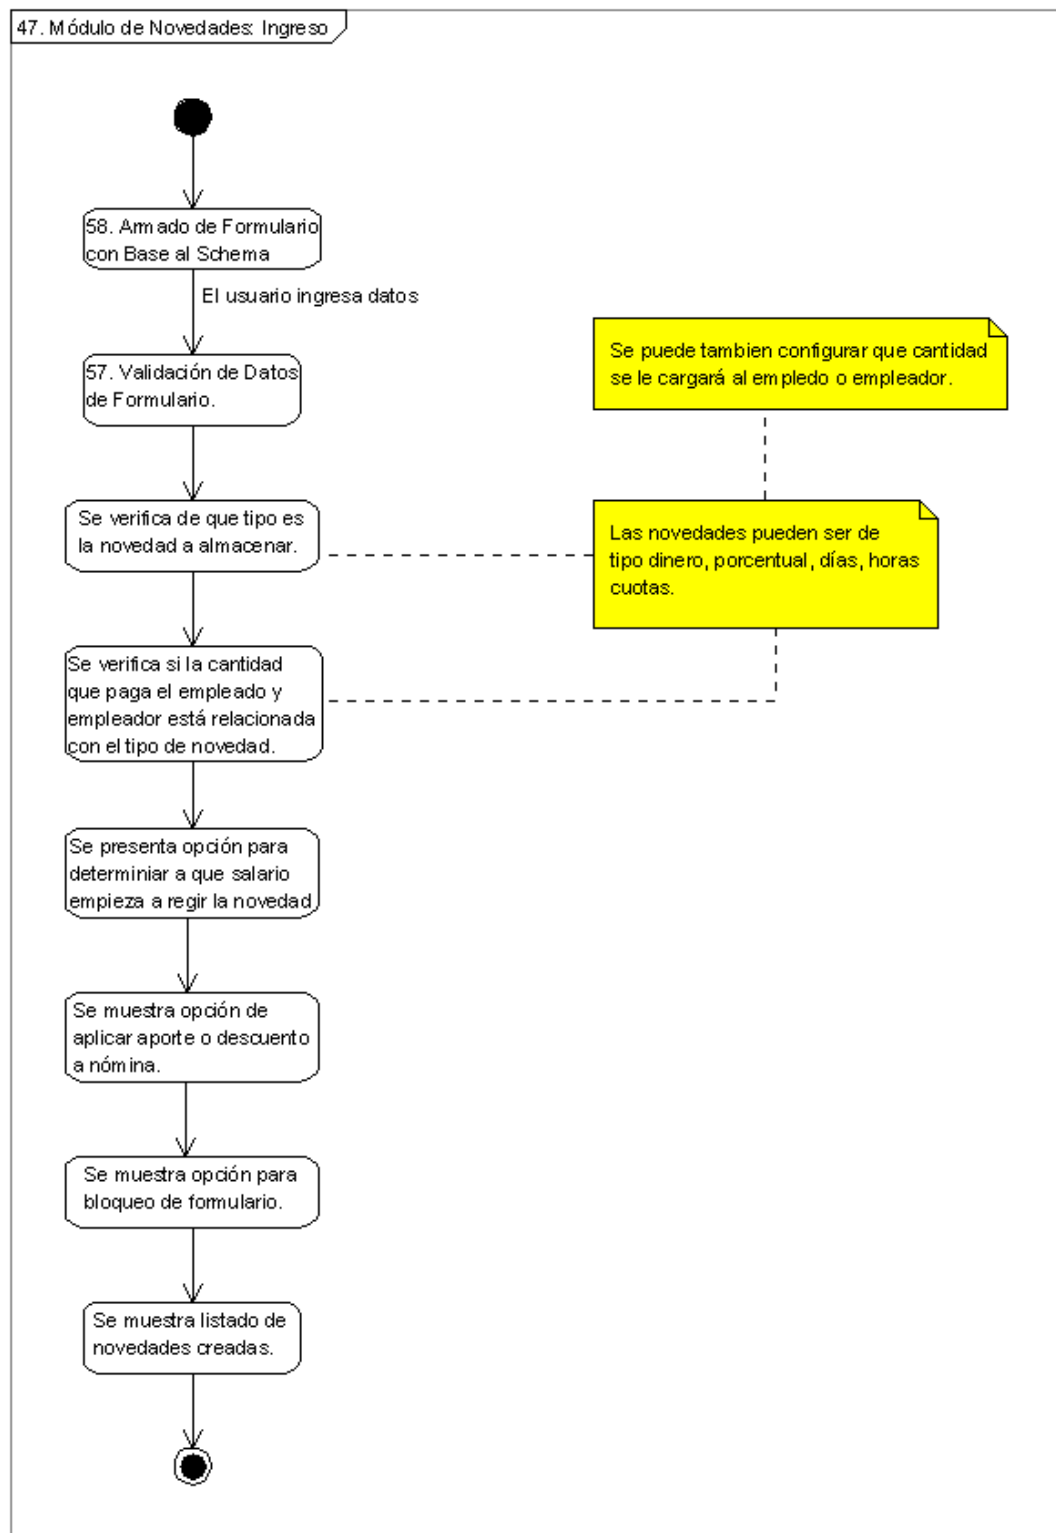 47. Módulo de Novedades: Ingreso
58. Armado de Formulario
con Base al Schema
El usuario ingresa datos
57. Validación de Datos
de Formulario.
Se puede tambien configurar que cantidad
se le cargará al empledo o empleador.
Se verifica de que tipo es
la novedad a almacenar.
Las novedades pueden ser de
tipo dinero, porcentual, días, horas
cuotas.
Se verifica si la cantidad
que paga el empleado y
empleador está relacionada
con el tipo de novedad.
Se presenta opción para
determiniar a que salario
empieza a regir la novedad
Se muestra opción de
aplicar aporte o descuento
a nómina.
Se muestra opción para
bloqueo de formulario.
Se muestra listado de
novedades creadas.